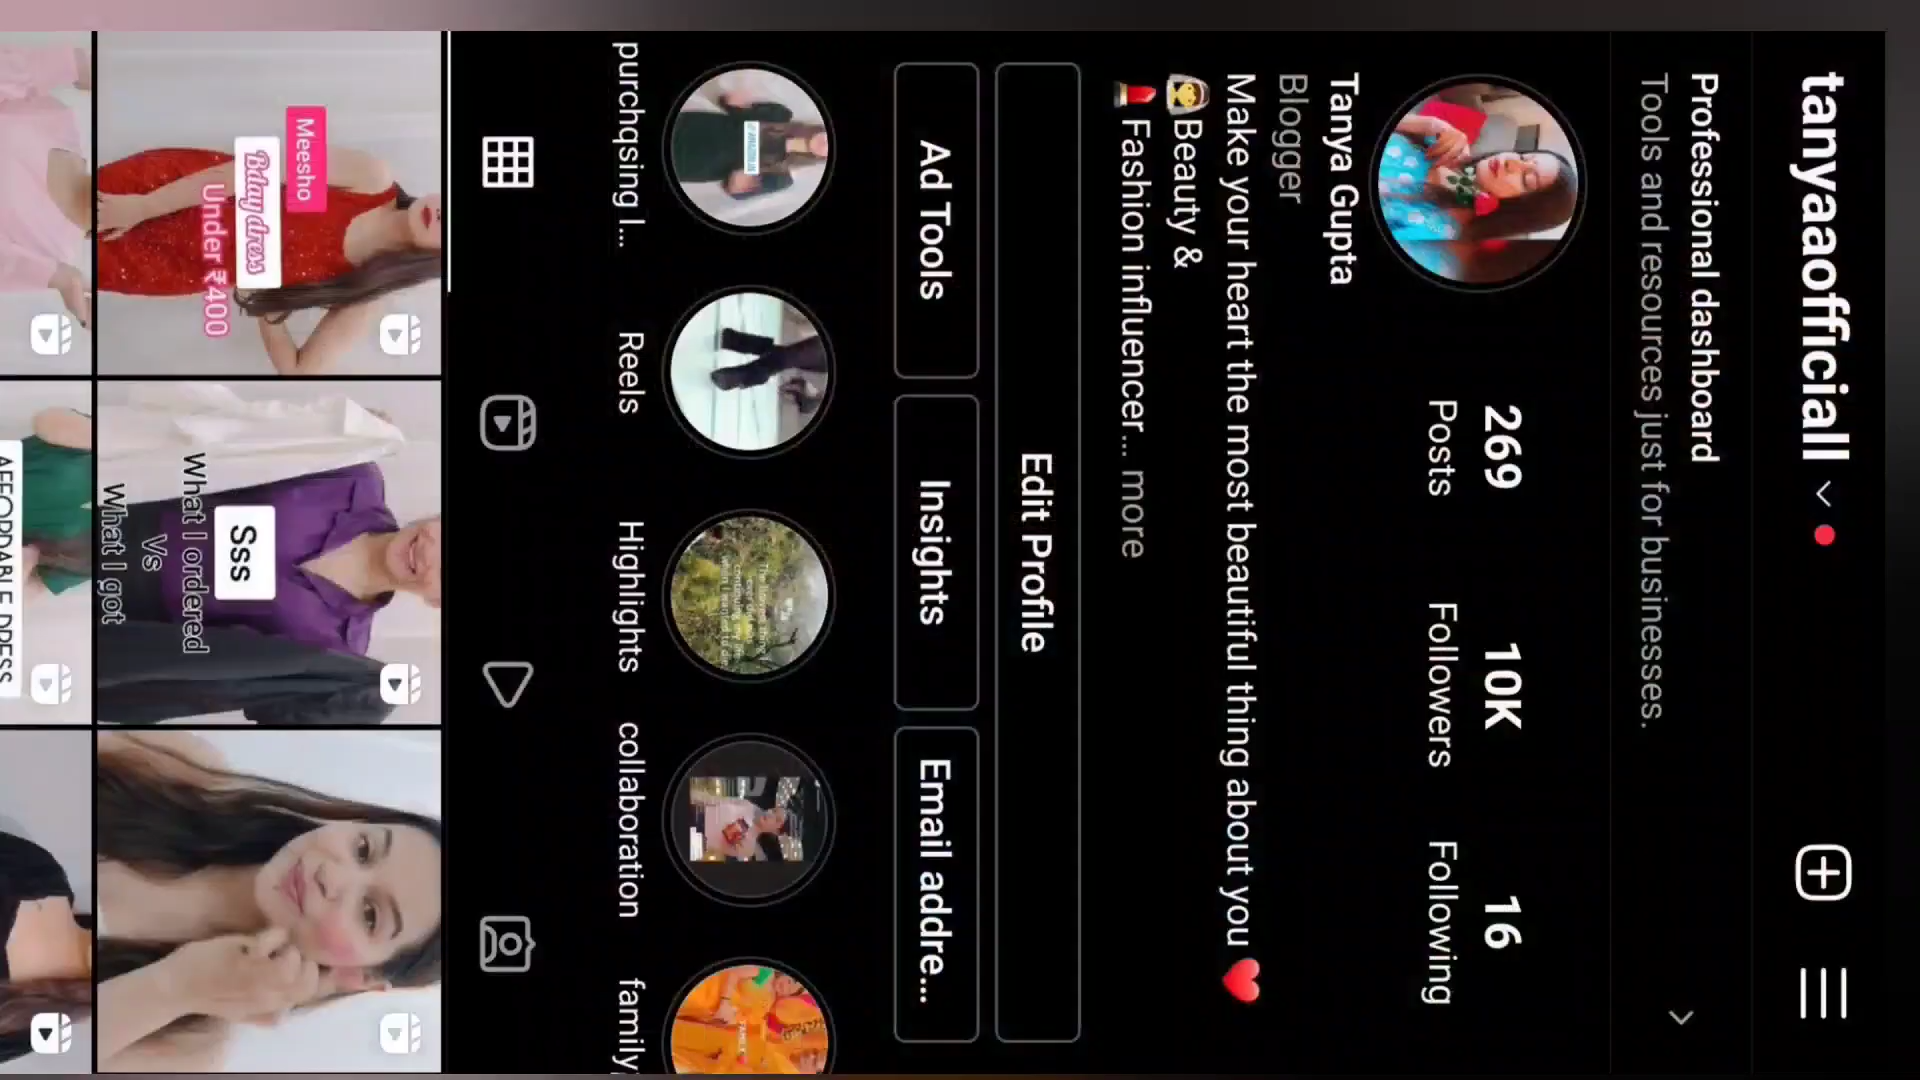 tanyaaofficiall
Professional dashboard
Tools and resources just for businesses.
269
Posts
10K
Followers
16
Following
Tanya Gupta
Blogger
Make your heart the most beautiful thing about you ❤️
👰Beauty &
💄 Fashion influencer... more
Edit Profile
Ad Tools
Insights
Email addre...
purchqsing l...
Reels
Highlights
collaboration
family
Meesho
Bday dress
Under ₹400
Sss
What I ordered
Vs
What I got
AFFORDABLE DRESS